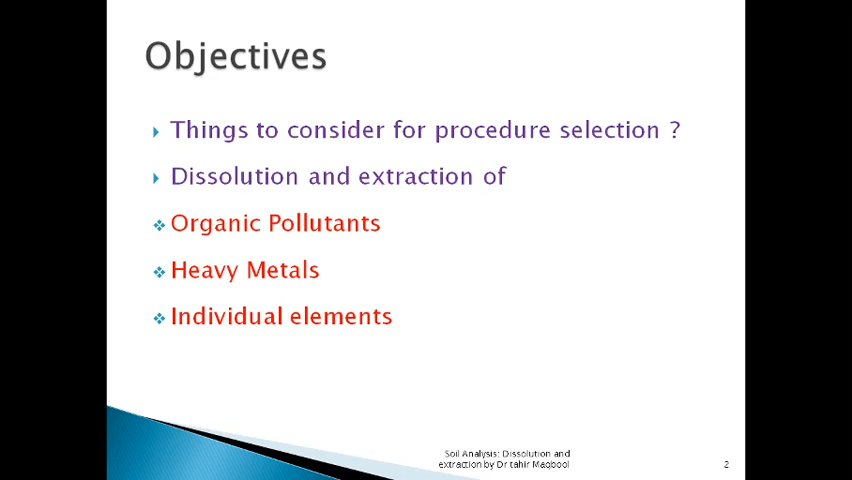 Objectives
Things to consider for procedure selection ?
Dissolution and extraction of
Organic Pollutants
Heavy Metals
Individual elements
Soil Analysis: Dissolution and
extraction by Dr tahir Maqbool
2